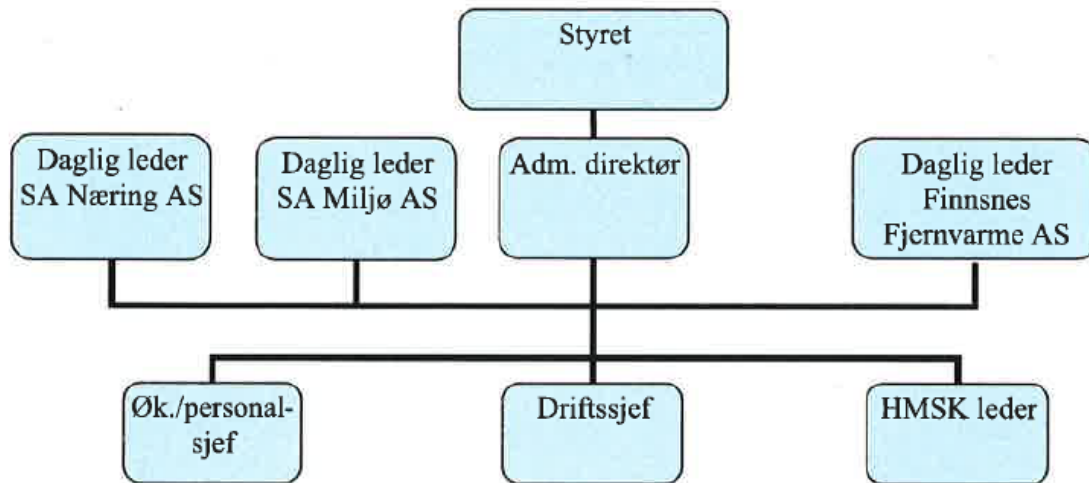 Styret
Daglig leder
SA Næring AS
Daglig leder
SA Miljø AS
Adm. direktør
Daglig leder
Finnsnes
Fjernvarme AS
Øk./personal-
sjef
Driftssjef
HMSK leder